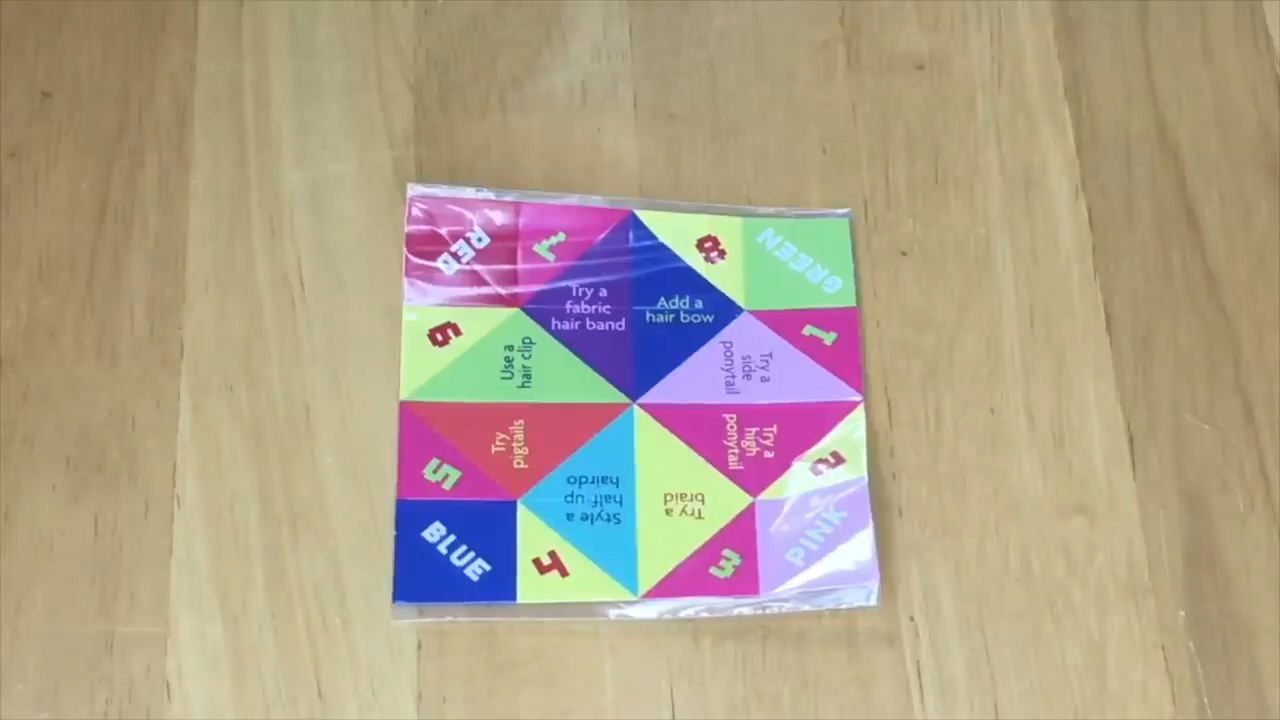 RED
7
8
GREEN
Try a
fabric
hair band
Add a
hair bow
6
Use a
hair clip
Try a
side
ponytail
1
Try
pigtails
5
Try a
high
ponytail
2
Style a
half-up
hairdo
Try a
braid
BLUE
4
3
PINK